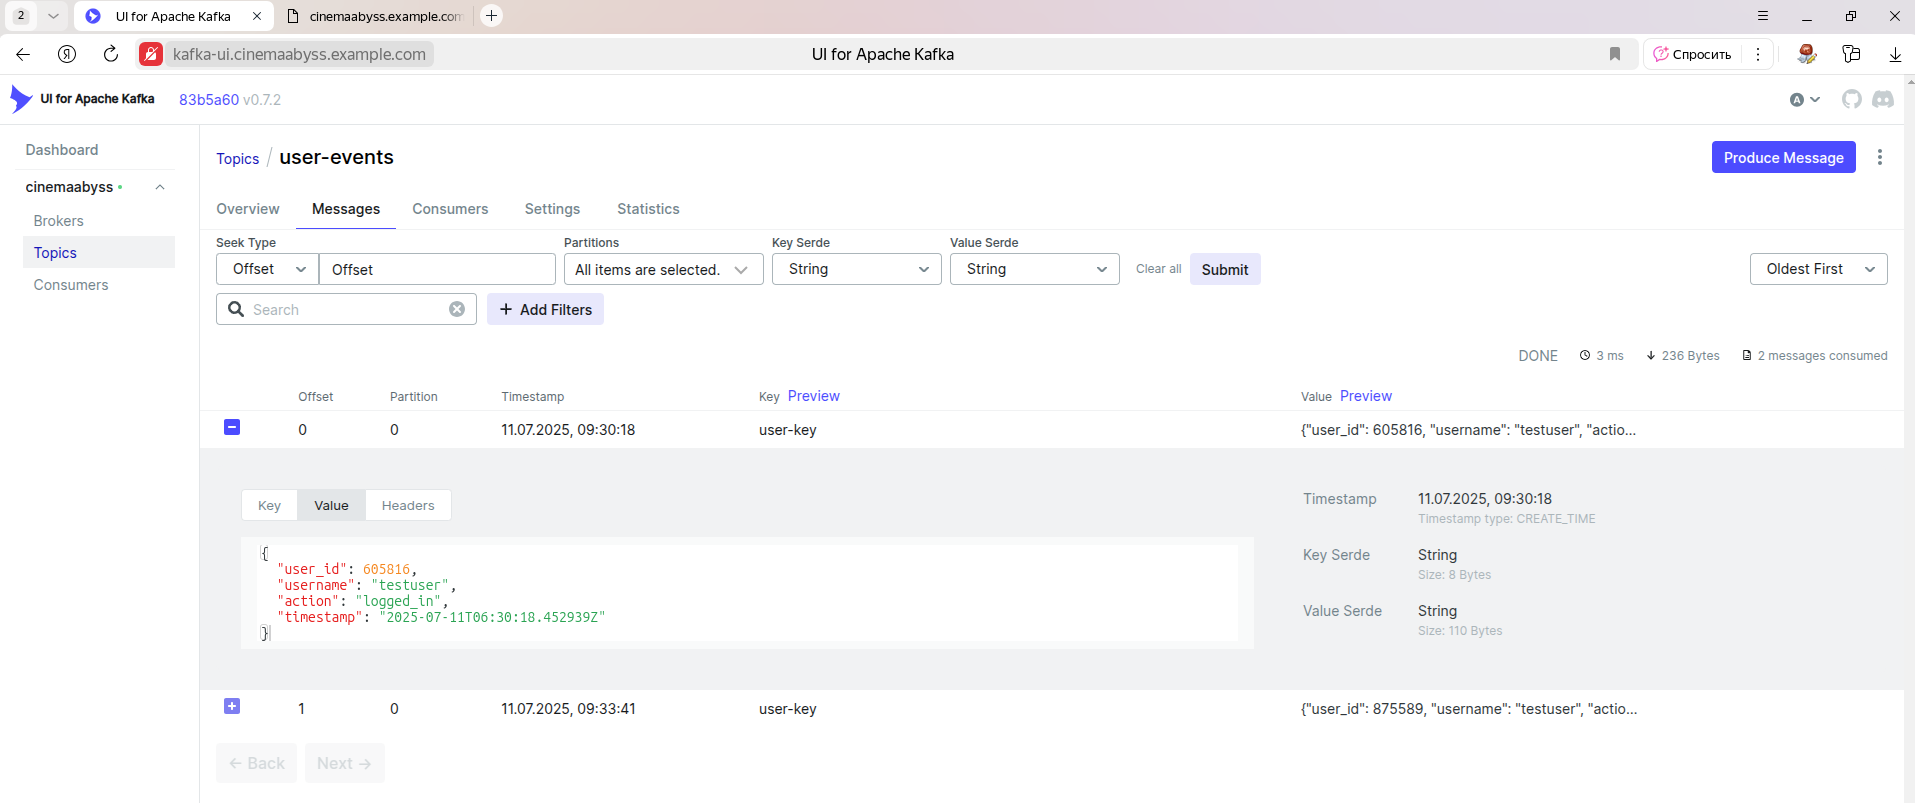 2
UI for Apache Kafka
cinemaabyss.example.com
kafka-ui.cinemaabyss.example.com
UI for Apache Kafka
Спросить
UI for Apache Kafka
83b5a60 v0.7.2
A
Dashboard
cinemaabyss
Brokers
Topics
Consumers
Topics / user-events
Produce Message
Overview
Messages
Consumers
Settings
Statistics
Seek Type
Partitions
Key Serde
Value Serde
Offset
Offset
All items are selected.
String
String
Clear all
Submit
Oldest First
Search
Add Filters
DONE
3 ms
236 Bytes
2 messages consumed
Offset
Partition
Timestamp
Key Preview
Value Preview
0
0
11.07.2025, 09:30:18
user-key
{"user_id": 605816, "username": "testuser", "actio...
Key
Value
Headers
{
"user_id": 605816,
"username": "testuser",
"action": "logged_in",
"timestamp": "2025-07-11T06:30:18.452939Z"
}
Timestamp
11.07.2025, 09:30:18
Timestamp type: CREATE_TIME
Key Serde
String
Size: 8 Bytes
Value Serde
String
Size: 110 Bytes
1
0
11.07.2025, 09:33:41
user-key
{"user_id": 875589, "username": "testuser", "actio...
← Back
Next →